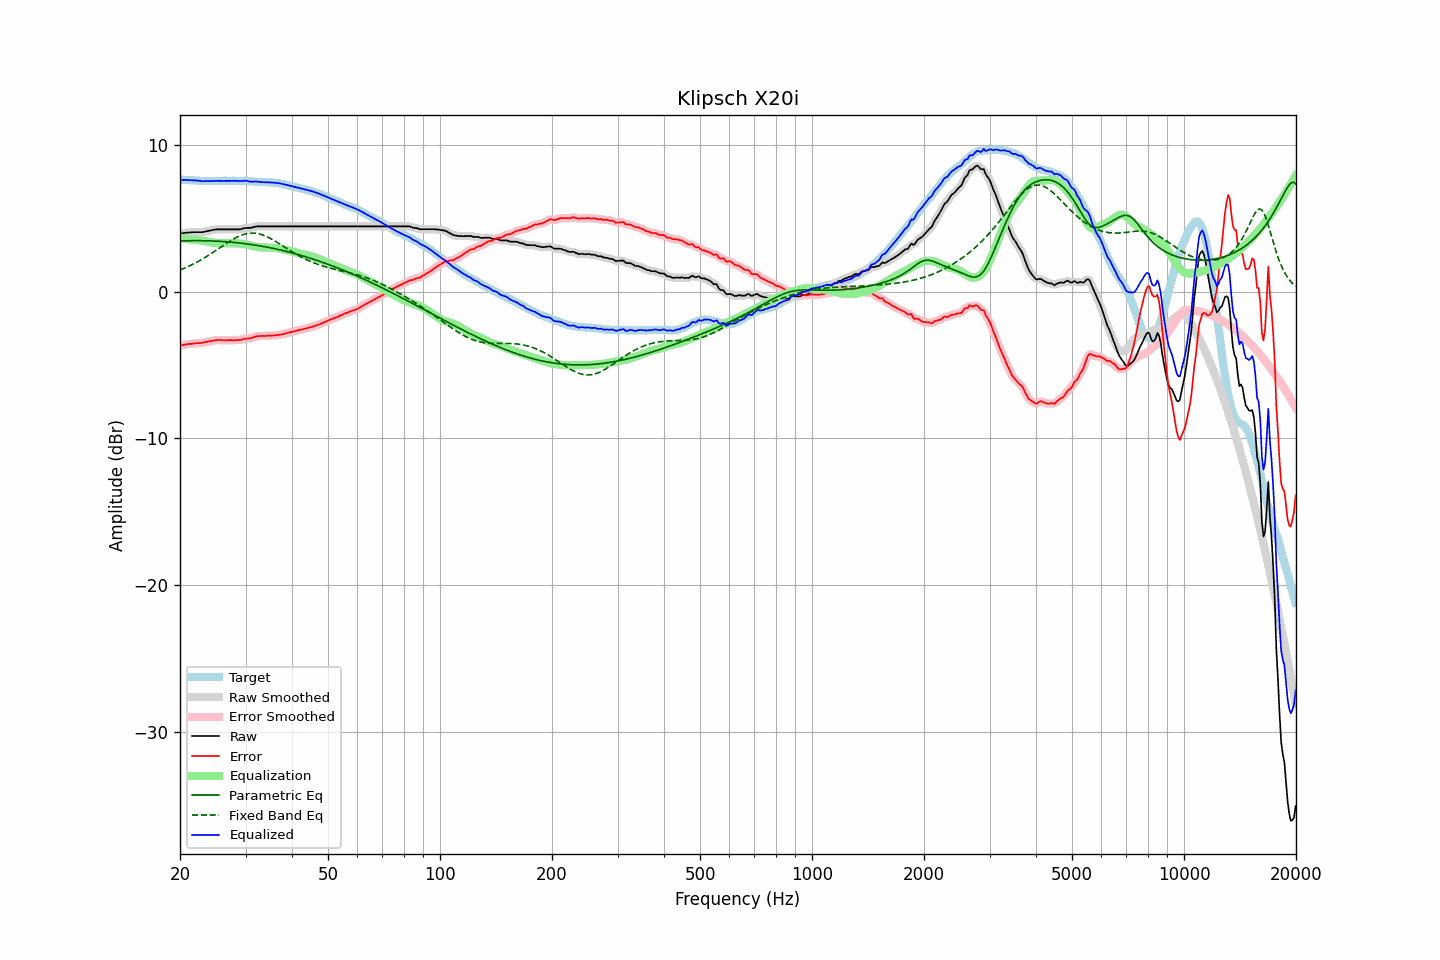 Klipsch X20i
10
0
−10
−20
−30
Amplitude (dBr)
Target
Raw Smoothed
Error Smoothed
Raw
Error
Equalization
Parametric Eq
Fixed Band Eq
Equalized
20 50 100 200 500 1000 2000 5000 10000 20000
Frequency (Hz)